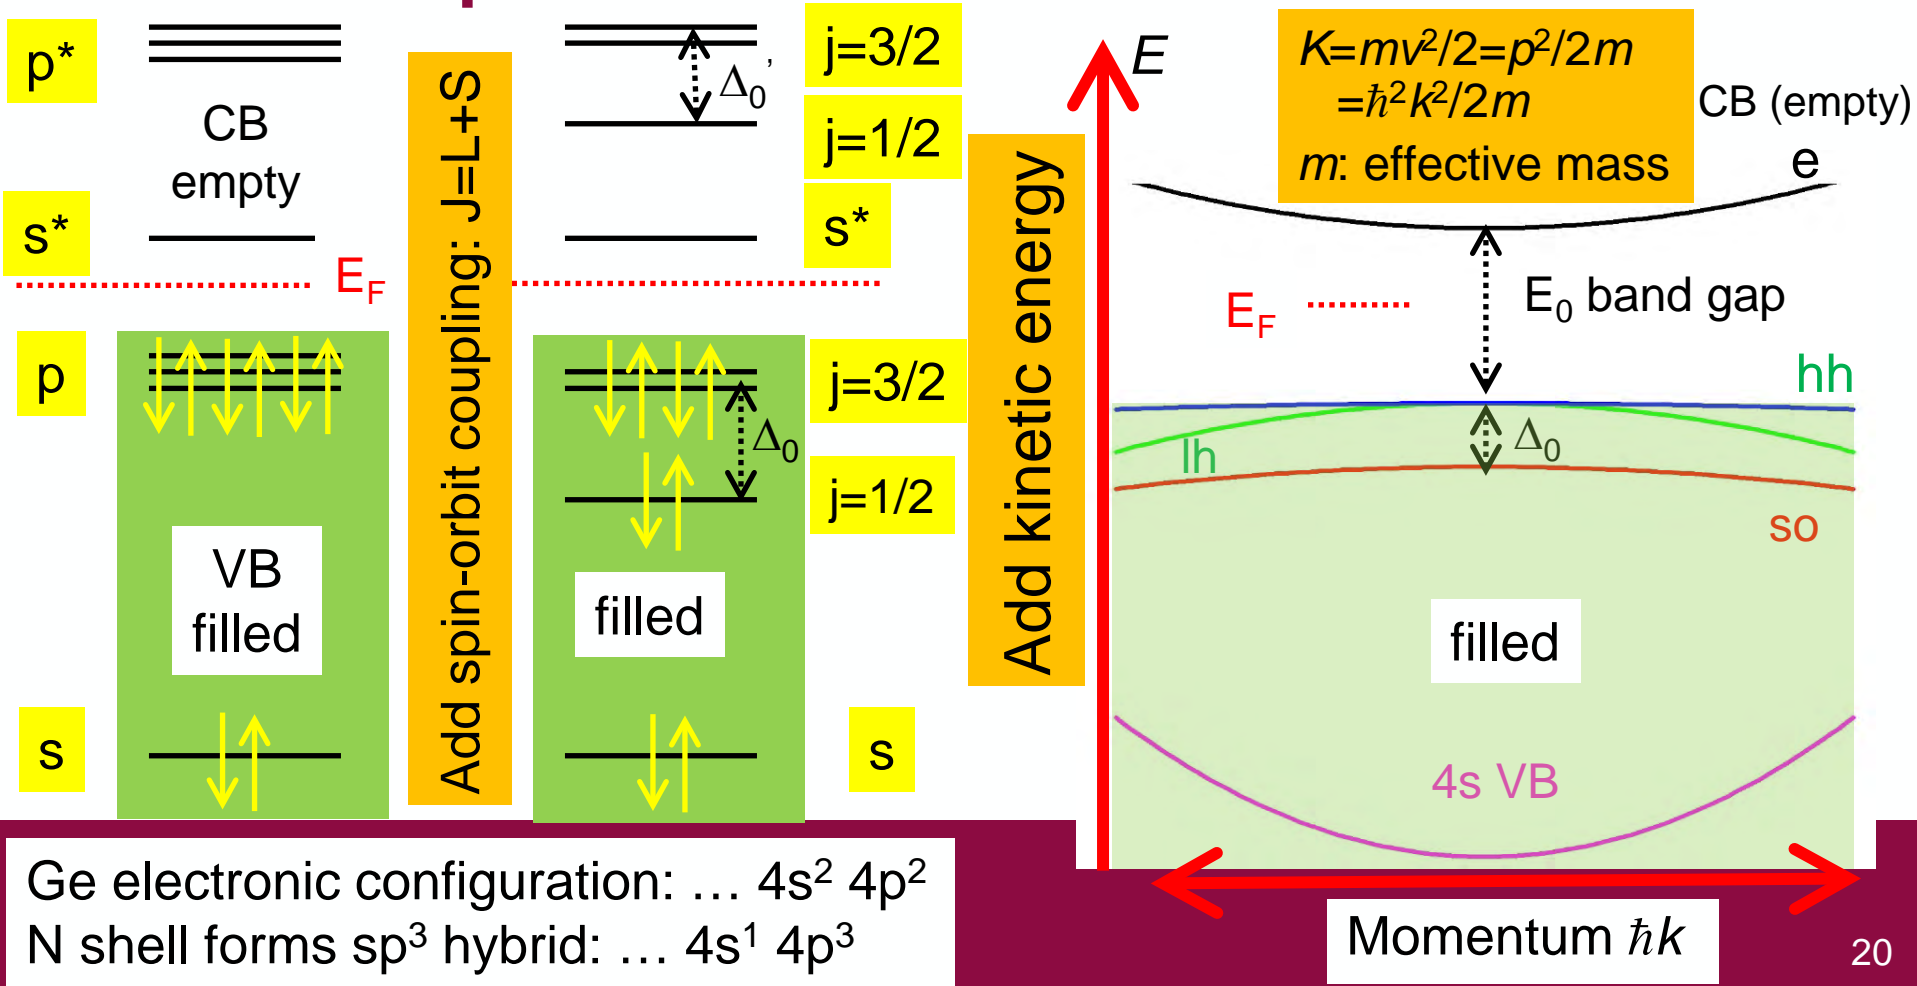 p*
CB
empty
s*
E_F
p
VB
filled
s
Add spin-orbit coupling: J=L+S
Δ₀'
j=3/2
j=1/2
s*
j=3/2
Δ₀
j=1/2
filled
s
Add kinetic energy
E
K=mv²/2=p²/2m
=ℏ²k²/2m
m: effective mass
CB (empty)
e
E_F
E₀ band gap
hh
lh
Δ₀
so
filled
4s VB
Momentum ℏk
Ge electronic configuration: … 4s² 4p²
N shell forms sp³ hybrid: … 4s¹ 4p³
20